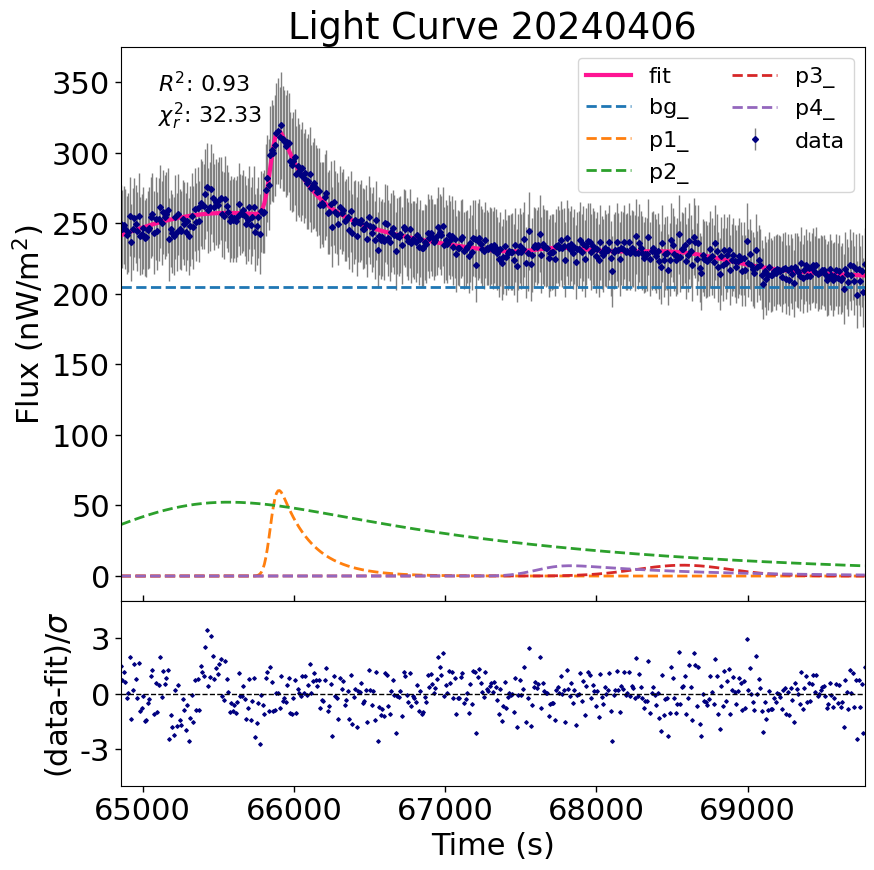 Light Curve 20240406
R²: 0.93
χ²ᵣ: 32.33
fit
bg_
p1_
p2_
p3_
p4_
data
Flux (nW/m²)
350
300
250
200
150
100
50
0
(data-fit)/σ
3
0
-3
65000 66000 67000 68000 69000
Time (s)